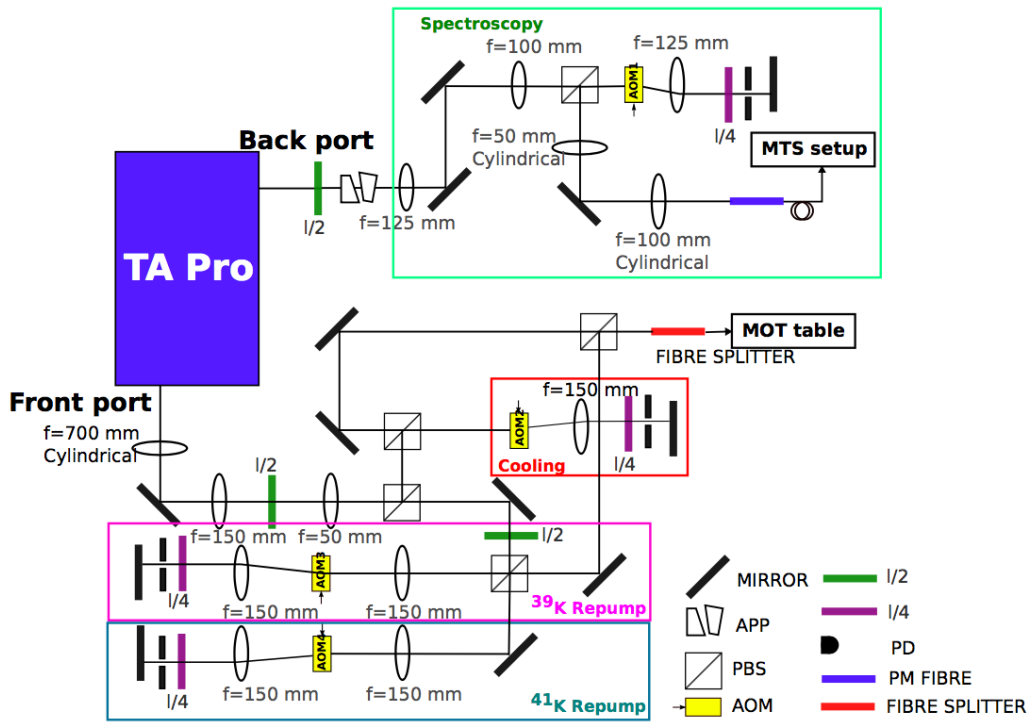 Spectroscopy
f=100 mm
f=125 mm
AOM1
l/4
Back port
f=50 mm
Cylindrical
MTS setup
l/2
f=125 mm
f=100 mm
Cylindrical
TA Pro
MOT table
FIBRE SPLITTER
Front port
f=700 mm
Cylindrical
f=150 mm
AOM2
l/4
Cooling
l/2
f=150 mm
f=50 mm
l/2
AOM3
l/4
f=150 mm
f=150 mm
39K Repump
AOM4
l/4
f=150 mm
f=150 mm
41K Repump
MIRROR
l/2
APP
l/4
PBS
PD
AOM
PM FIBRE
FIBRE SPLITTER